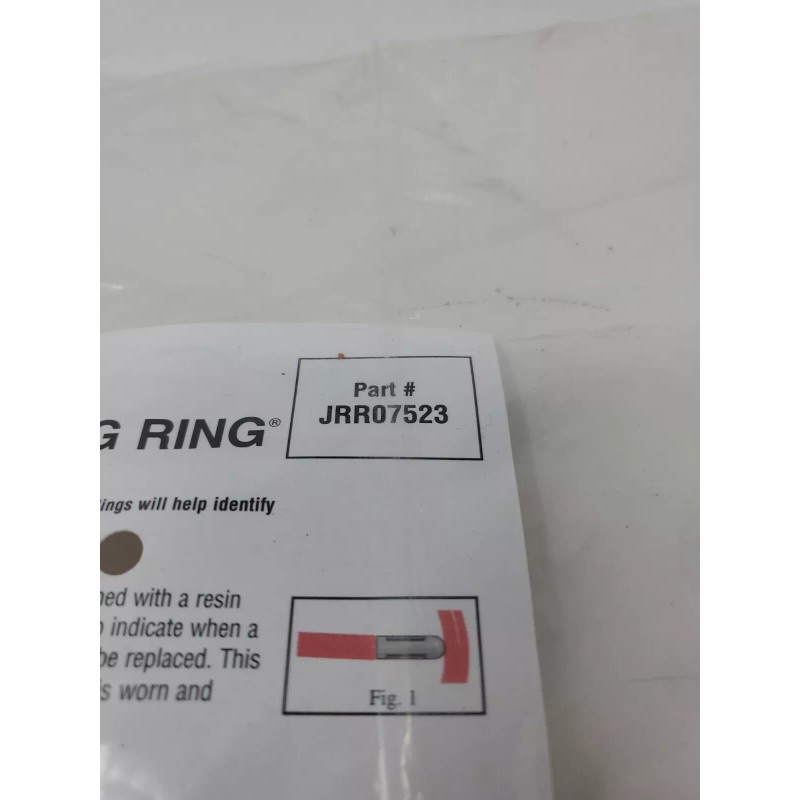 Part #
JRR07523
G RING®
ings will help identify
ned with a resin
o indicate when a
be replaced. This
s worn and
Fig. 1